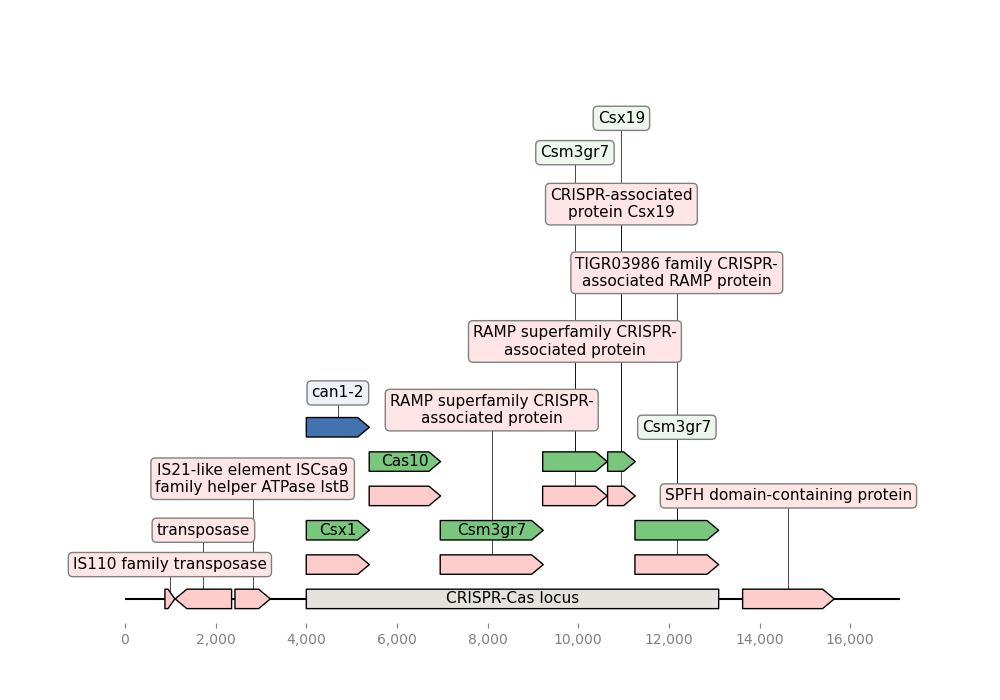 Csx19
Csm3gr7
CRISPR-associated
protein Csx19
TIGR03986 family CRISPR-
associated RAMP protein
RAMP superfamily CRISPR-
associated protein
can1-2
RAMP superfamily CRISPR-
associated protein
Csm3gr7
Cas10
IS21-like element ISCsa9
family helper ATPase IstB
SPFH domain-containing protein
transposase
Csx1
Csm3gr7
IS110 family transposase
CRISPR-Cas locus
0
2,000
4,000
6,000
8,000
10,000
12,000
14,000
16,000